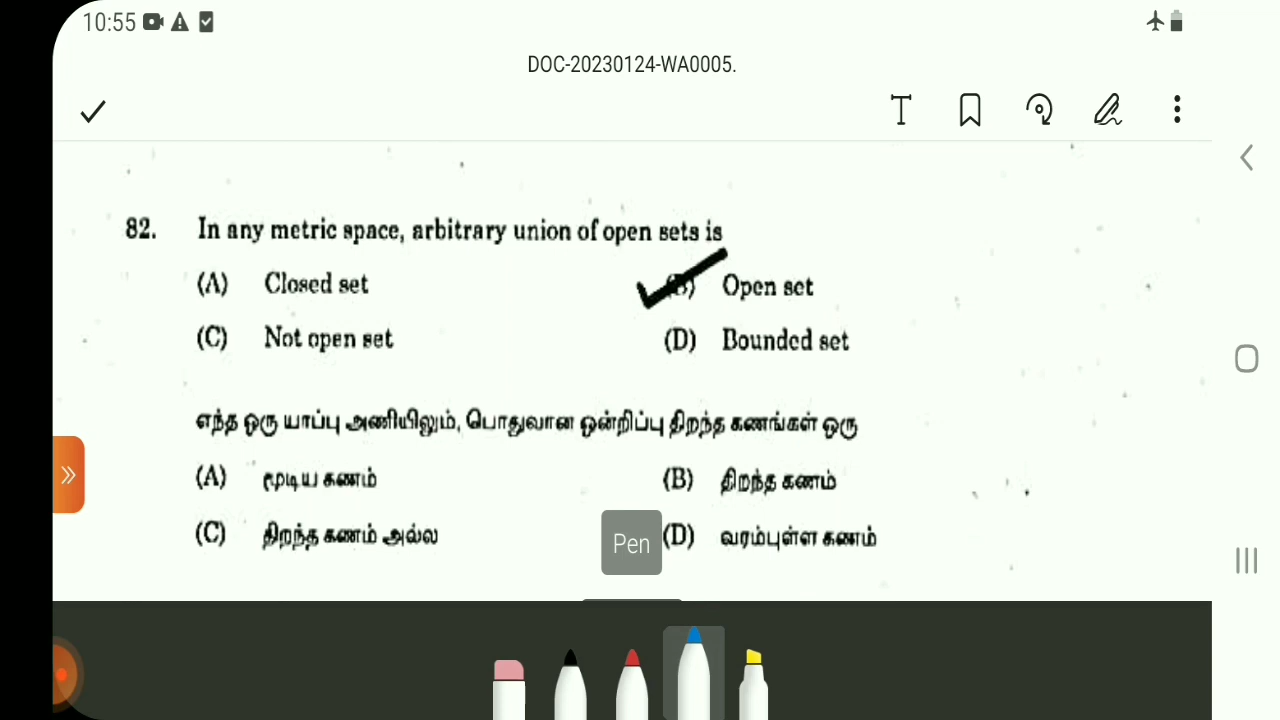 10:55
DOC-20230124-WA0005.
T
82. In any metric space, arbitrary union of open sets is
(A) Closed set (B) Open set
(C) Not open set (D) Bounded set
எந்த ஒரு யாப்பு அணியிலும், பொதுவான ஒன்றிப்பு திறந்த கணங்கள் ஒரு
(A) மூடிய கணம் (B) திறந்த கணம்
(C) திறந்த கணம் அல்ல (D) வரம்புள்ள கணம்
Pen